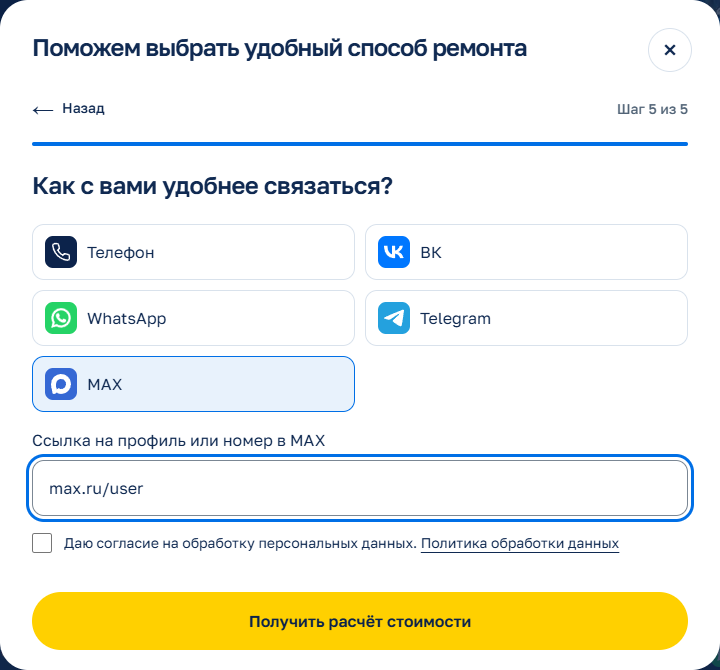 Поможем выбрать удобный способ ремонта
Назад
Шаг 5 из 5
Как с вами удобнее связаться?
Телефон
ВК
WhatsApp
Telegram
MAX
Ссылка на профиль или номер в MAX
max.ru/user
Даю согласие на обработку персональных данных. Политика обработки данных
Получить расчёт стоимости